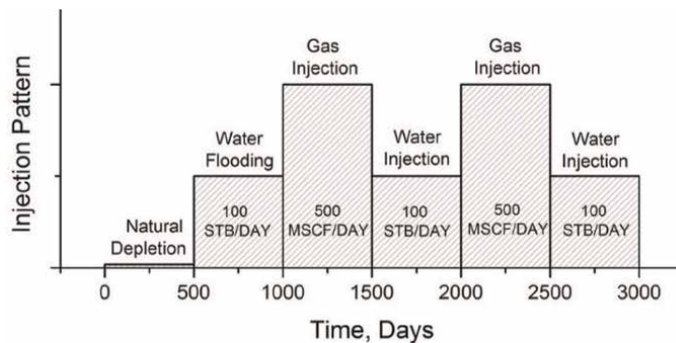 Injection Pattern
Natural
Depletion
Water
Flooding
100
STB/DAY
Gas
Injection
500
MSCF/DAY
Water
Injection
100
STB/DAY
Gas
Injection
500
MSCF/DAY
Water
Injection
100
STB/DAY
0 500 1000 1500 2000 2500 3000
Time, Days